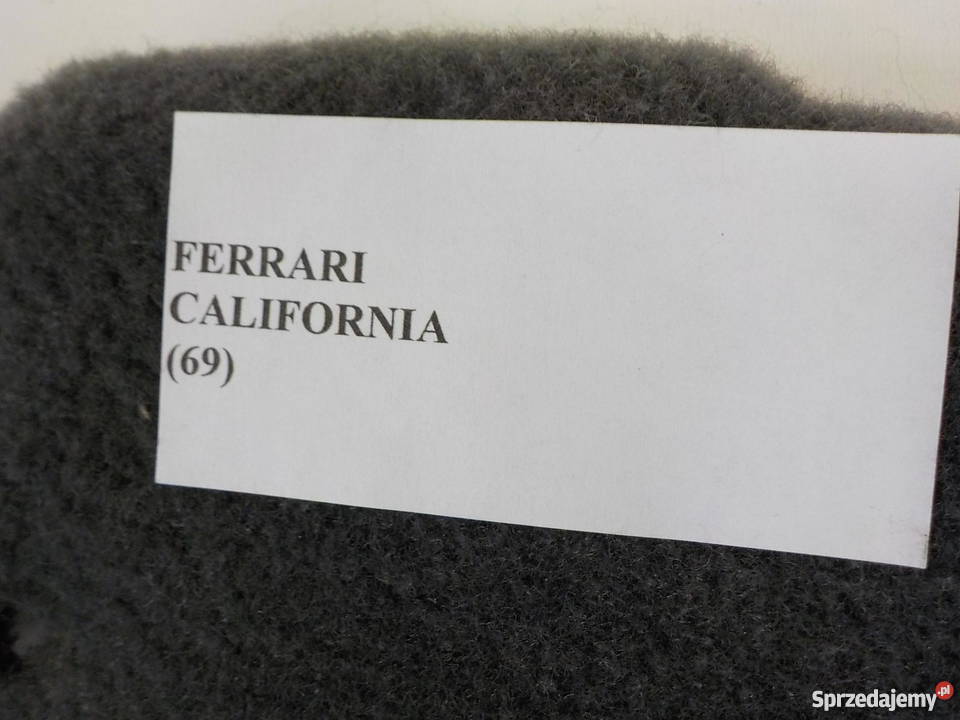 FERRARI
CALIFORNIA
(69)
Sprzedajemy.pl